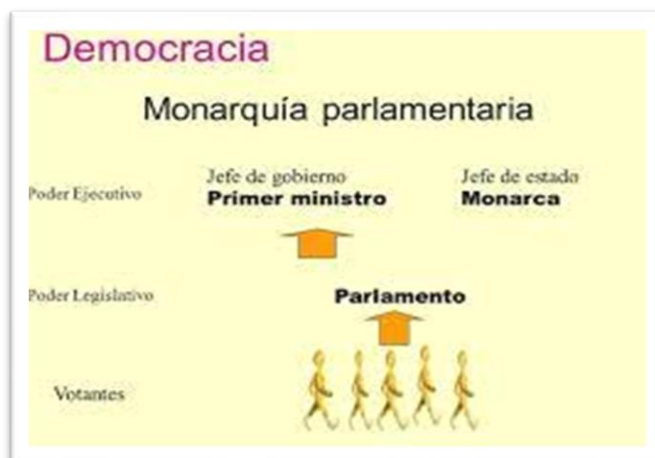 Democracia
Monarquía parlamentaria
Jefe de gobierno
Jefe de estado
Poder Ejecutivo
Primer ministro
Monarca
Poder Legislativo
Parlamento
Votantes